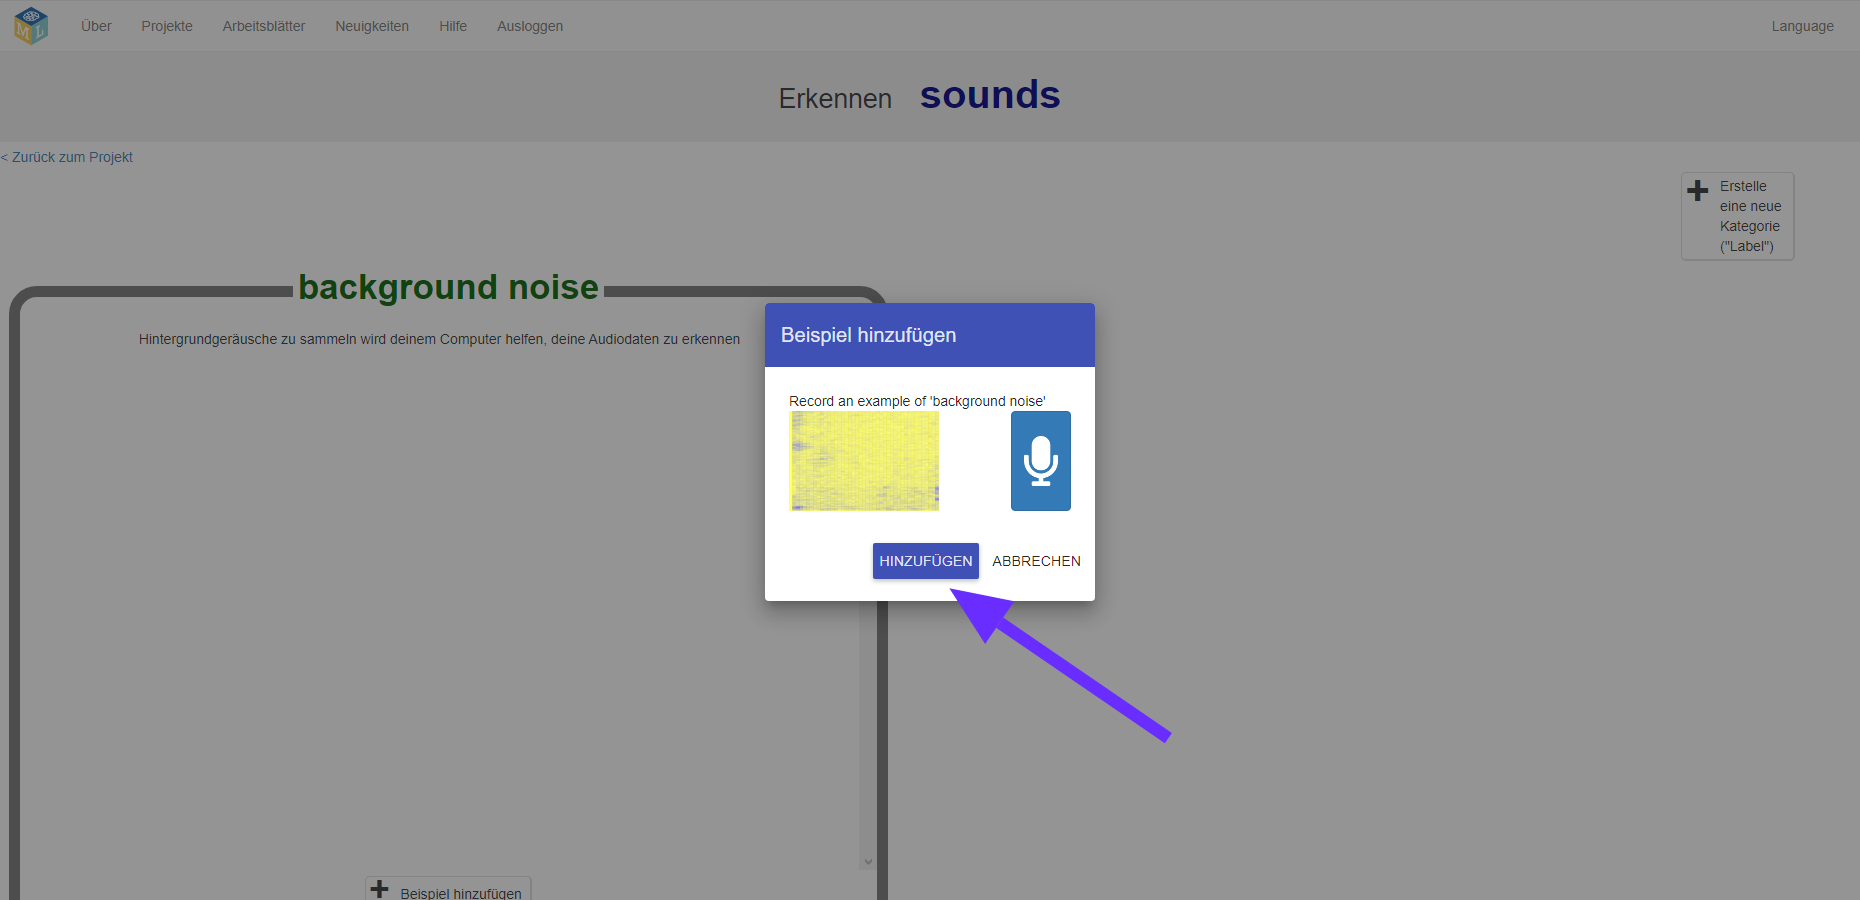 M L
Über Projekte Arbeitsblätter Neuigkeiten Hilfe Ausloggen Language
Erkennen sounds
< Zurück zum Projekt
Erstelle
eine neue
Kategorie
("Label")
background noise
Hintergrundgeräusche zu sammeln wird deinem Computer helfen, deine Audiodaten zu erkennen
Beispiel hinzufügen
Record an example of 'background noise'
HINZUFÜGEN ABBRECHEN
Beispiel hinzufügen